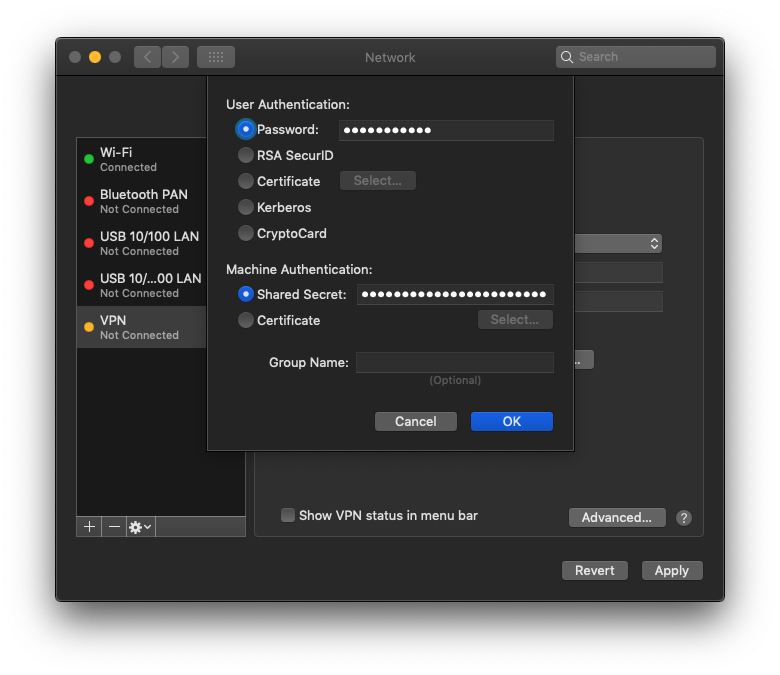 Network
Search
User Authentication:
Password: •••••••••••
RSA SecurID
Certificate Select...
Kerberos
CryptoCard
Machine Authentication:
Shared Secret: •••••••••••••••••••••••
Certificate Select...
Group Name:
(Optional)
Cancel OK
Wi-Fi
Connected
Bluetooth PAN
Not Connected
USB 10/100 LAN
Not Connected
USB 10/...00 LAN
Not Connected
VPN
Not Connected
...
Show VPN status in menu bar
Advanced... ?
Revert Apply